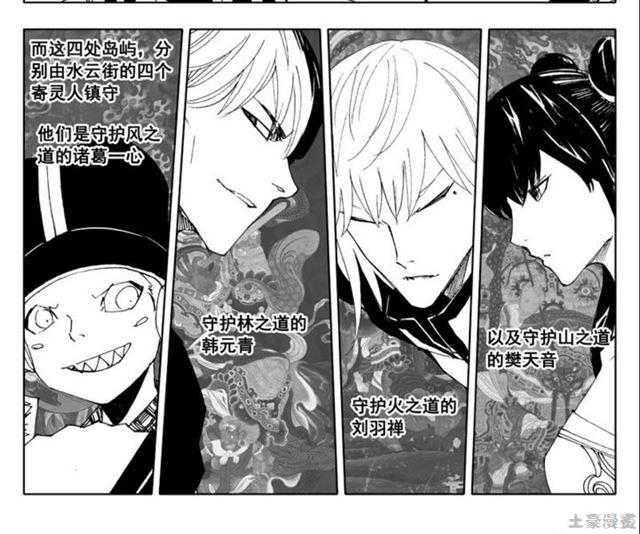 而这四处岛屿，分
别由水云街的四个
寄灵人镇守
他们是守护风之
道的诸葛一心
守护林之道的
韩元青
守护火之道的
刘羽禅
以及守护山之道
的樊天音
土豪漫畫